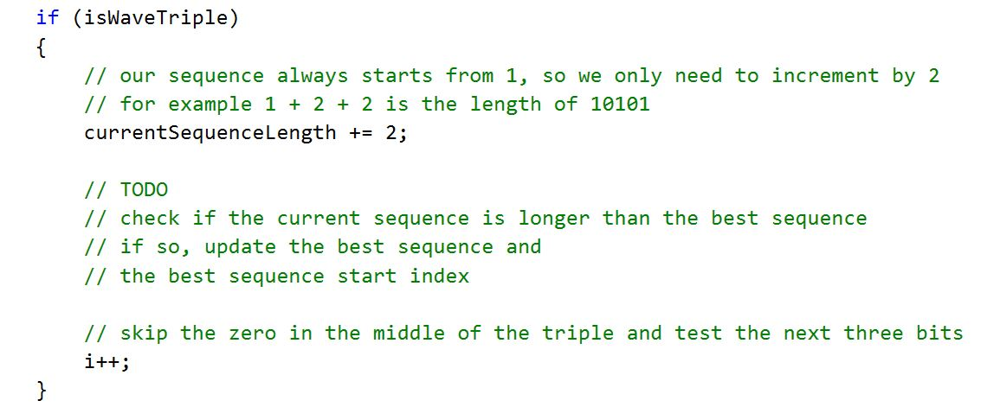 if (isWaveTriple)
{
    // our sequence always starts from 1, so we only need to increment by 2
    // for example 1 + 2 + 2 is the length of 10101
    currentSequenceLength += 2;

    // TODO
    // check if the current sequence is longer than the best sequence
    // if so, update the best sequence and
    // the best sequence start index

    // skip the zero in the middle of the triple and test the next three bits
    i++;
}